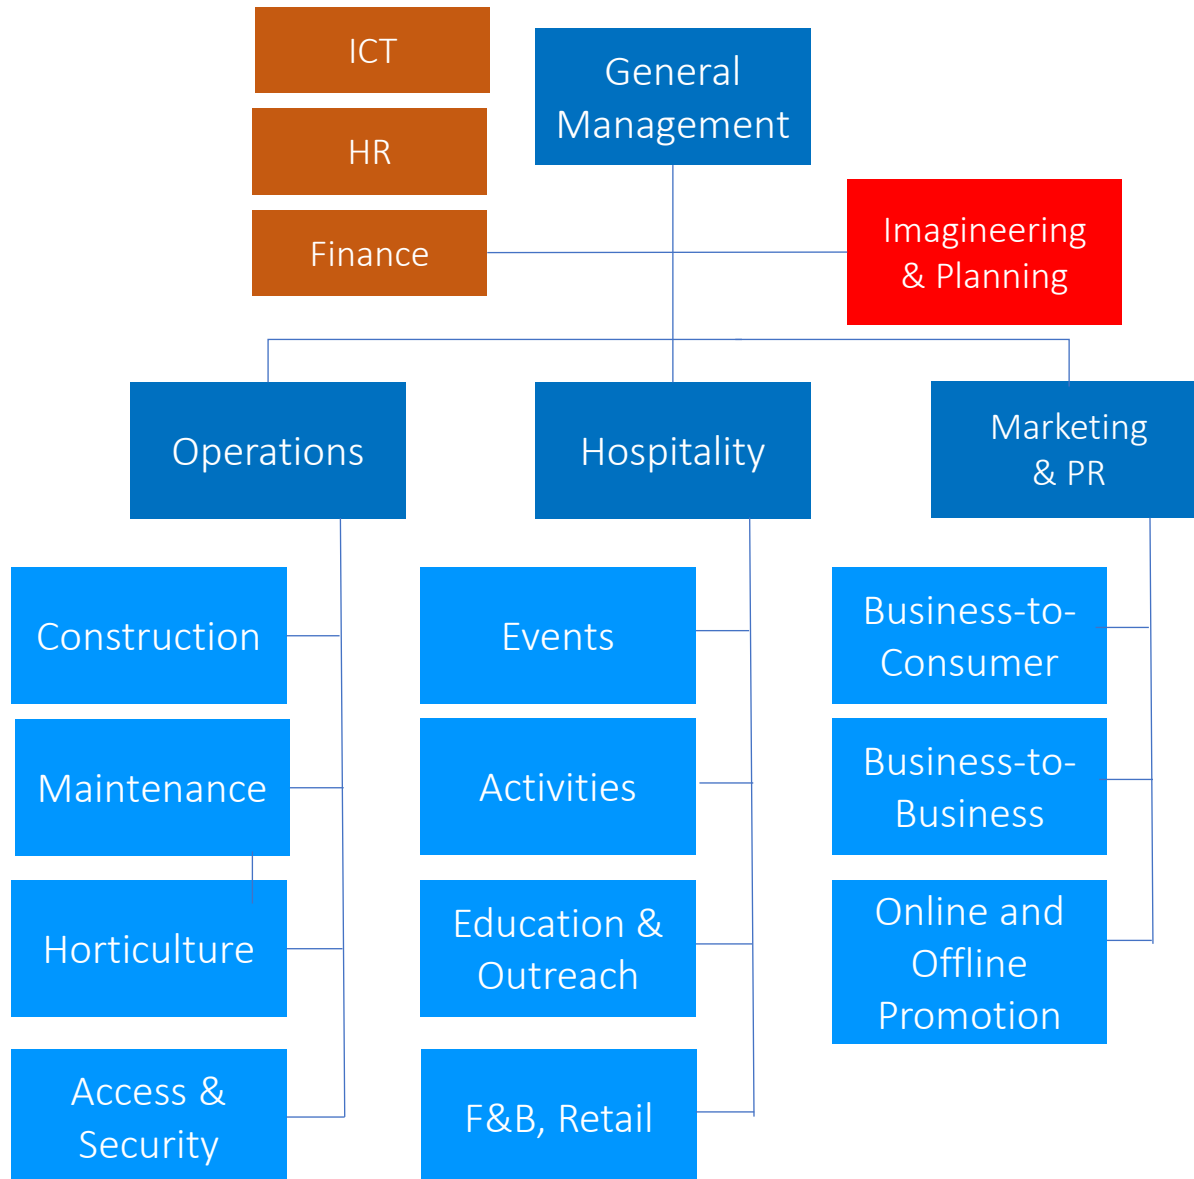 ICT
General
Management
HR
Finance
Imagineering
& Planning
Operations
Hospitality
Marketing
& PR
Construction
Maintenance
Horticulture
Access &
Security
Events
Activities
Education &
Outreach
F&B, Retail
Business-to-
Consumer
Business-to-
Business
Online and
Offline
Promotion